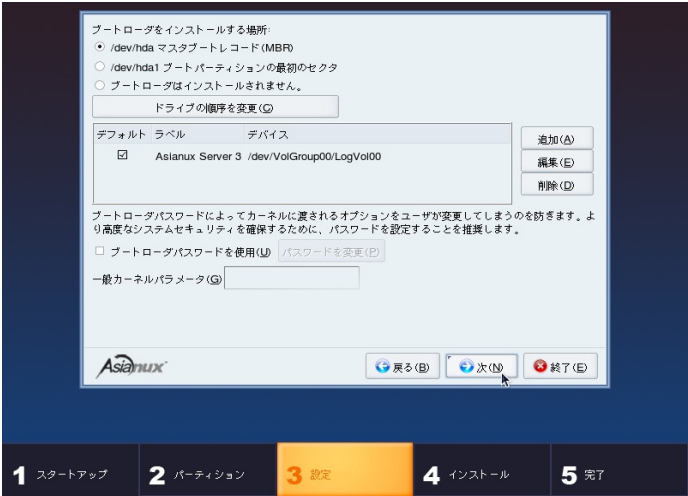 ブートローダをインストールする場所:
/dev/hda マスタブートレコード(MBR)
/dev/hda1 ブートパーティションの最初のセクタ
ブートローダはインストールされません。
ドライブの順序を変更(C)
デフォルト ラベル デバイス
Asianux Server 3 /dev/VolGroup00/LogVol00
追加(A)
編集(E)
削除(D)
ブートローダパスワードによってカーネルに渡されるオプションをユーザが変更してしまうのを防ぎます。よ
り高度なシステムセキュリティを確保するために、パスワードを設定することを推奨します。
ブートローダパスワードを使用(U) パスワードを変更(P)
一般カーネルパラメータ(G)
Asianux
戻る(B) 次(N) 終了(E)
1 スタートアップ 2 パーティション 3 設定 4 インストール 5 完了